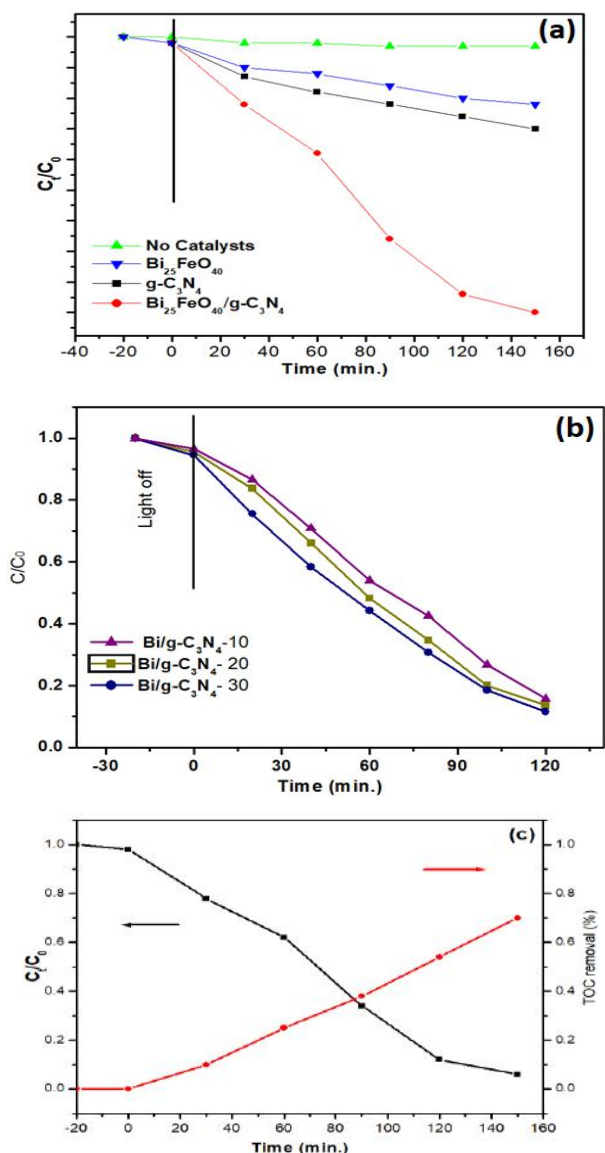 (a)
Cₜ/C₀
No Catalysts
Bi₂₅FeO₄₀
g-C₃N₄
Bi₂₅FeO₄₀/g-C₃N₄
-40 -20 0 20 40 60 80 100 120 140 160
Time (min.)
(b)
1.0
0.8
0.6
0.4
0.2
0.0
C/C₀
Light off
Bi/g-C₃N₄-10
Bi/g-C₃N₄- 20
Bi/g-C₃N₄- 30
-30 0 30 60 90 120
Time (min.)
(c)
1.0 1.0
0.8 0.8
0.6 0.6
0.4 0.4
0.2 0.2
0.0 0.0
Cₜ/C₀
TOC removal (%)
-20 0 20 40 60 80 100 120 140 160
Time (min.)